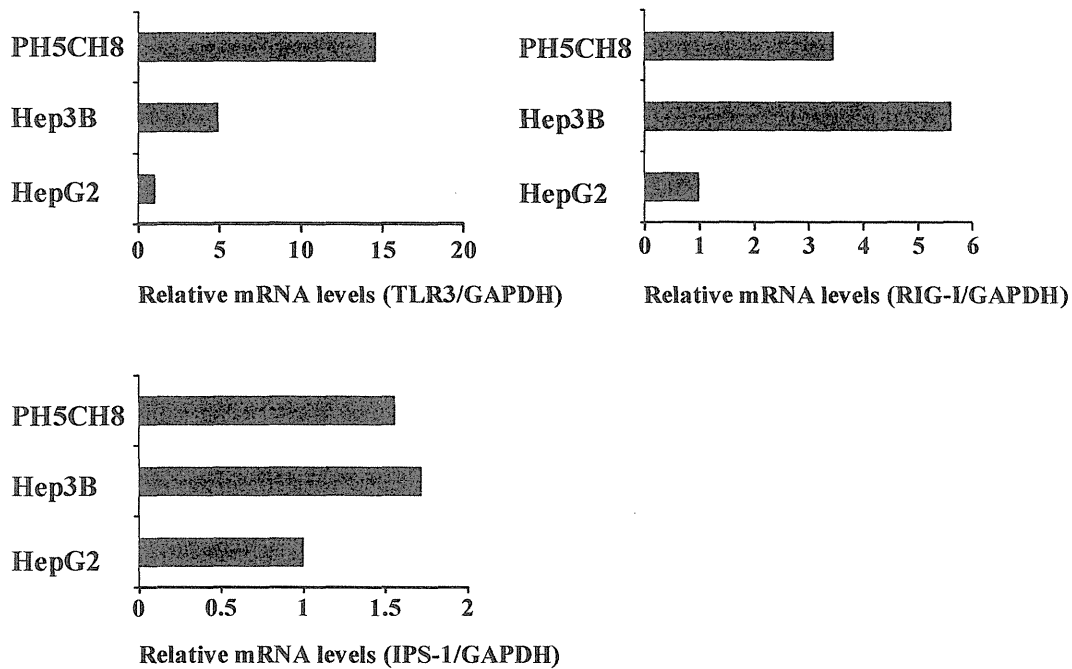 PH5CH8
Hep3B
HepG2
0 5 10 15 20
Relative mRNA levels (TLR3/GAPDH)
PH5CH8
Hep3B
HepG2
0 1 2 3 4 5 6
Relative mRNA levels (RIG-I/GAPDH)
PH5CH8
Hep3B
HepG2
0 0.5 1 1.5 2
Relative mRNA levels (IPS-1/GAPDH)